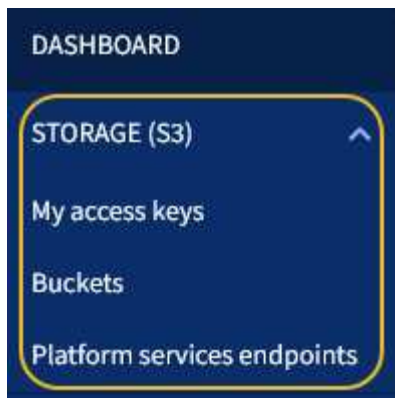 DASHBOARD
STORAGE (S3)
My access keys
Buckets
Platform services endpoints